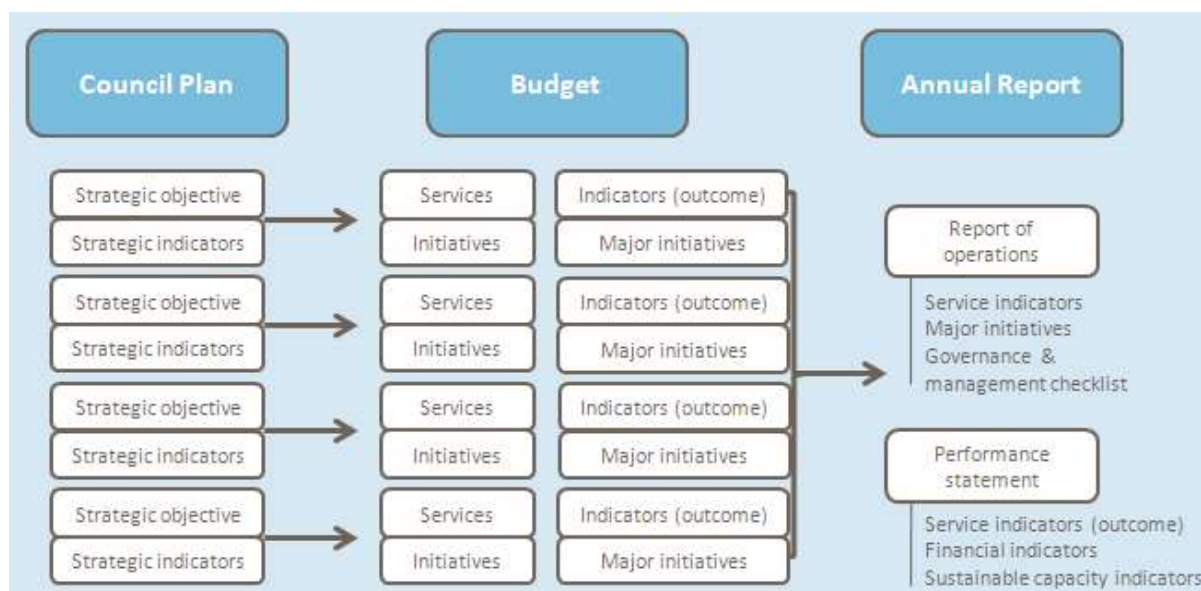 Council Plan
Budget
Annual Report
Strategic objective
Strategic indicators
Strategic objective
Strategic indicators
Strategic objective
Strategic indicators
Strategic objective
Strategic indicators
Services
Initiatives
Services
Initiatives
Services
Initiatives
Services
Initiatives
Indicators (outcome)
Major initiatives
Indicators (outcome)
Major initiatives
Indicators (outcome)
Major initiatives
Indicators (outcome)
Major initiatives
Report of
operations
Service indicators
Major initiatives
Governance &
management checklist
Performance
statement
Service indicators (outcome)
Financial indicators
Sustainable capacity indicators